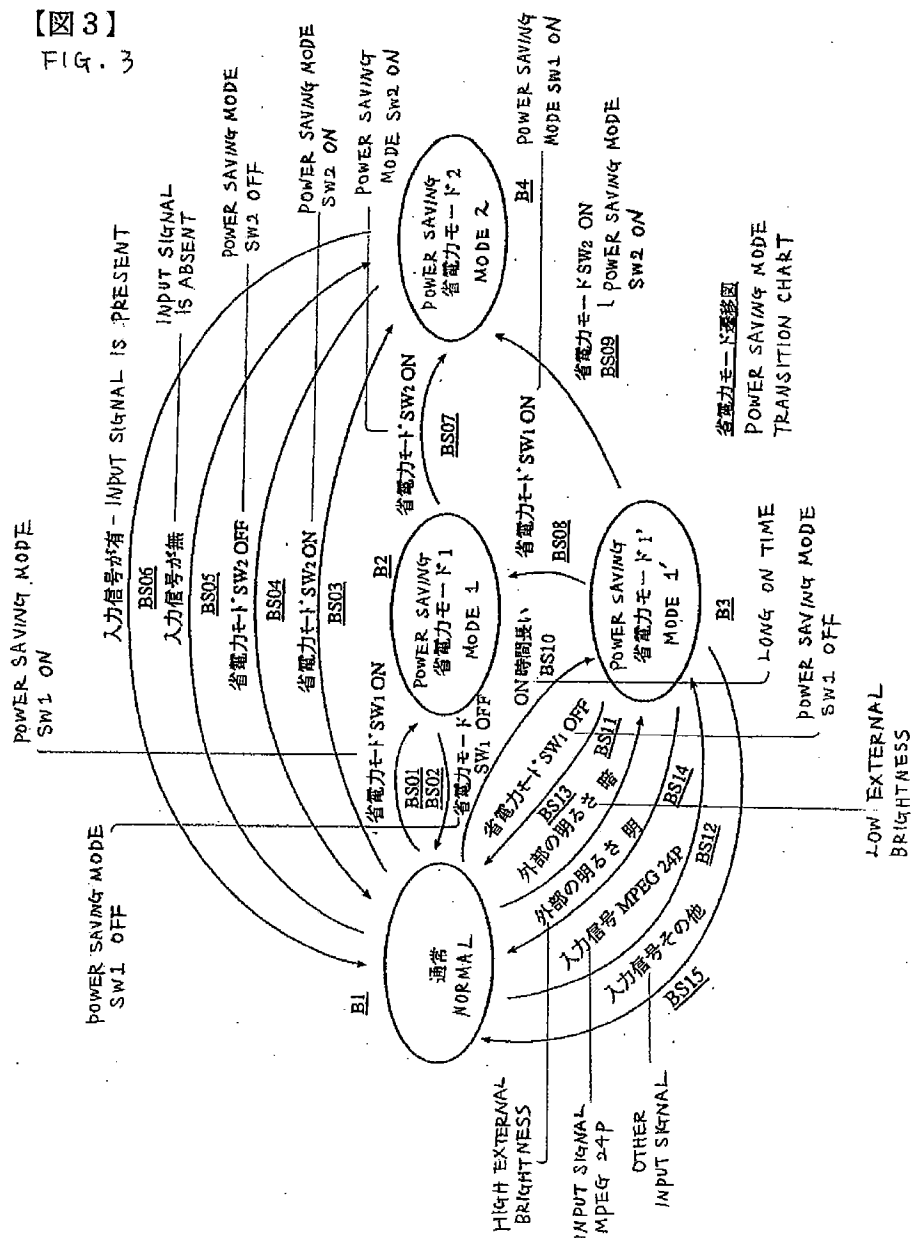 【図3】
FIG. 3
POWER SAVING MODE
SW1 ON
POWER SAVING MODE
SW1 OFF
入力信号が有
INPUT SIGNAL IS PRESENT
BS06
入力信号が無
INPUT SIGNAL
IS ABSENT
BS05
省電力モードSW2 OFF
POWER SAVING MODE
SW2 OFF
BS04
省電力モードSW2 ON
POWER SAVING MODE
SW2 ON
BS03
POWER SAVING
MODE SW2 ON
省電力モードSW2 ON
BS07
B1
通常
NORMAL
省電力モードSW1 ON
BS01
BS02
省電力モード
SW1 OFF
B2
POWER SAVING
省電力モード1
MODE 1
B4
POWER SAVING
省電力モード2
MODE 2
POWER SAVING
MODE SW1 ON
省電力モードSW1 ON
BS08
省電力モードSW2 ON
BS09
POWER SAVING MODE
SW2 ON
ON時間長い
BS10
LONG ON TIME
POWER SAVING
省電力モード1'
MODE 1'
B3
省電力モードSW1 OFF
BS13
POWER SAVING MODE
SW1 OFF
外部の明るさ 暗
BS11
LOW EXTERNAL
BRIGHTNESS
外部の明るさ 明
BS14
HIGH EXTERNAL
BRIGHTNESS
入力信号 MPEG 24P
BS12
INPUT SIGNAL
MPEG 24P
入力信号その他
BS15
OTHER
INPUT SIGNAL
省電力モード遷移図
POWER SAVING MODE
TRANSITION CHART